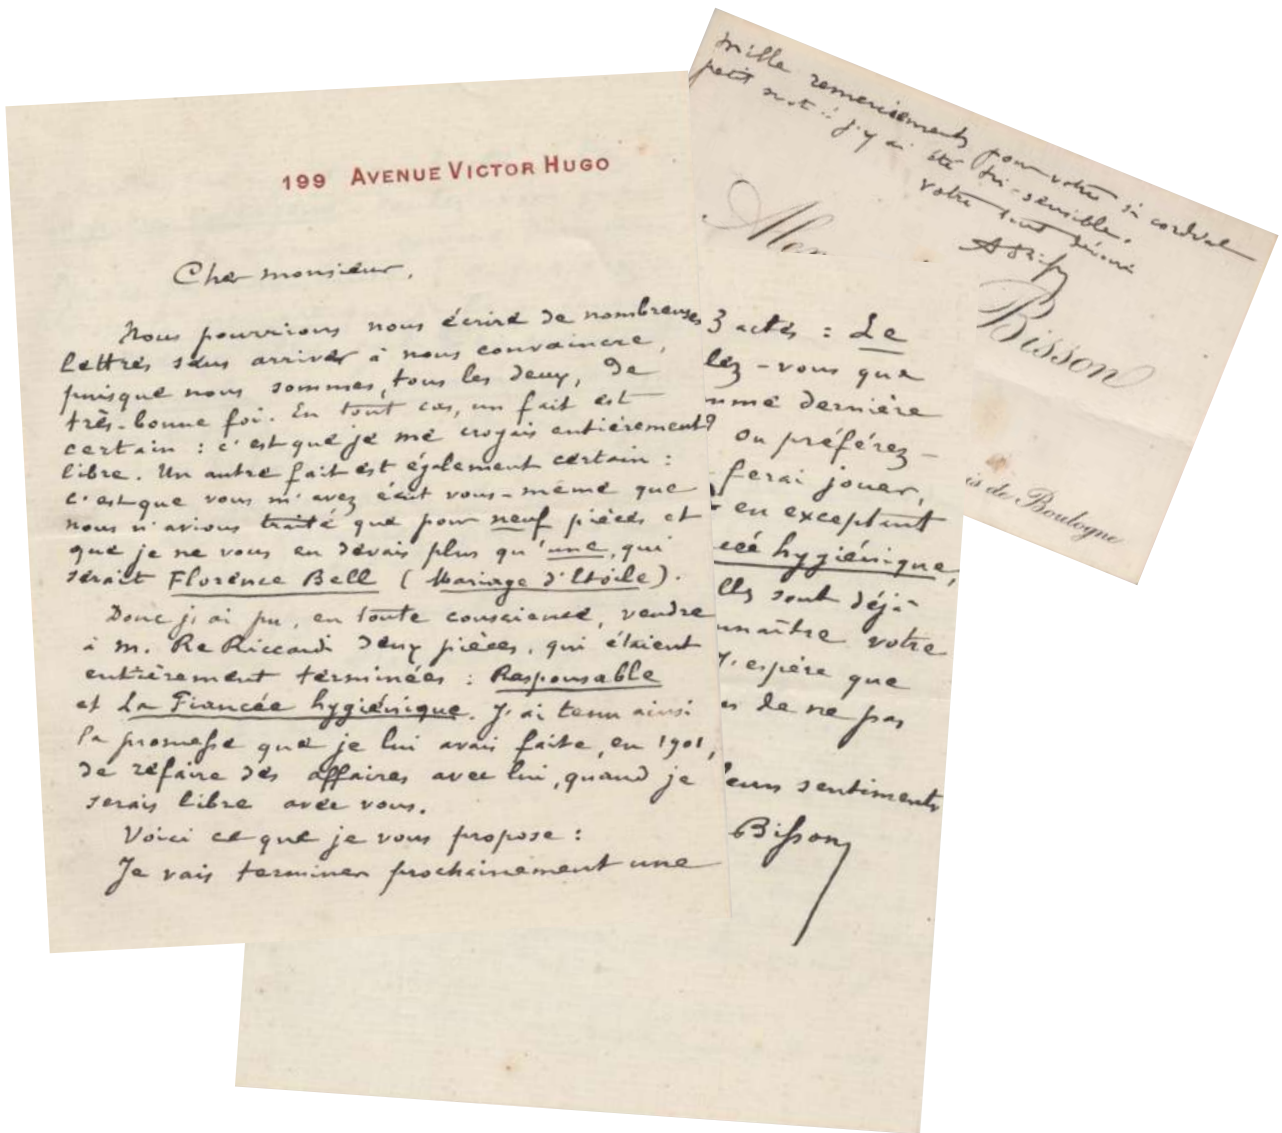 199 AVENUE VICTOR HUGO
Cher monsieur,
Nous pourrions nous écrire de nombreuses
lettres sans arriver à nous convaincre,
puisque nous sommes, tous les deux, de
très-bonne foi. En tout cas, un fait est
certain : c'est que je me croyais entièrement
libre. Un autre fait est également certain :
c'est que vous m'avez écrit vous-même que
nous n'avions traité que pour neuf pièces et
que je ne vous en devais plus qu'une, qui
serait Florence Bell (Mariage d'Etoile).
Donc j'ai pu, en toute conscience, vendre
à M. Re Riccardi deux pièces, qui étaient
entièrement terminées : Responsable
et La Fiancée hygiénique. J'ai tenu ainsi
la promesse que je lui avais faite, en 1901,
de refaire des affaires avec lui, quand je
serais libre avec vous.
Voici ce que je vous propose :
Je vais terminer prochainement une
3 actes : Le
lez-vous que
mme dernière
? ou préférez-
ferai jouer,
en exceptant
cée hygiénique,
lles sont déjà
nnaître votre
J'espère que
de ne pas
leurs sentiments
Bisson
mille remerciements pour votre si cordial
petit mot : j'y ai été très-sensible.
votre tout dévoué
ABisson
Alex
Bisson
is de Boulogne